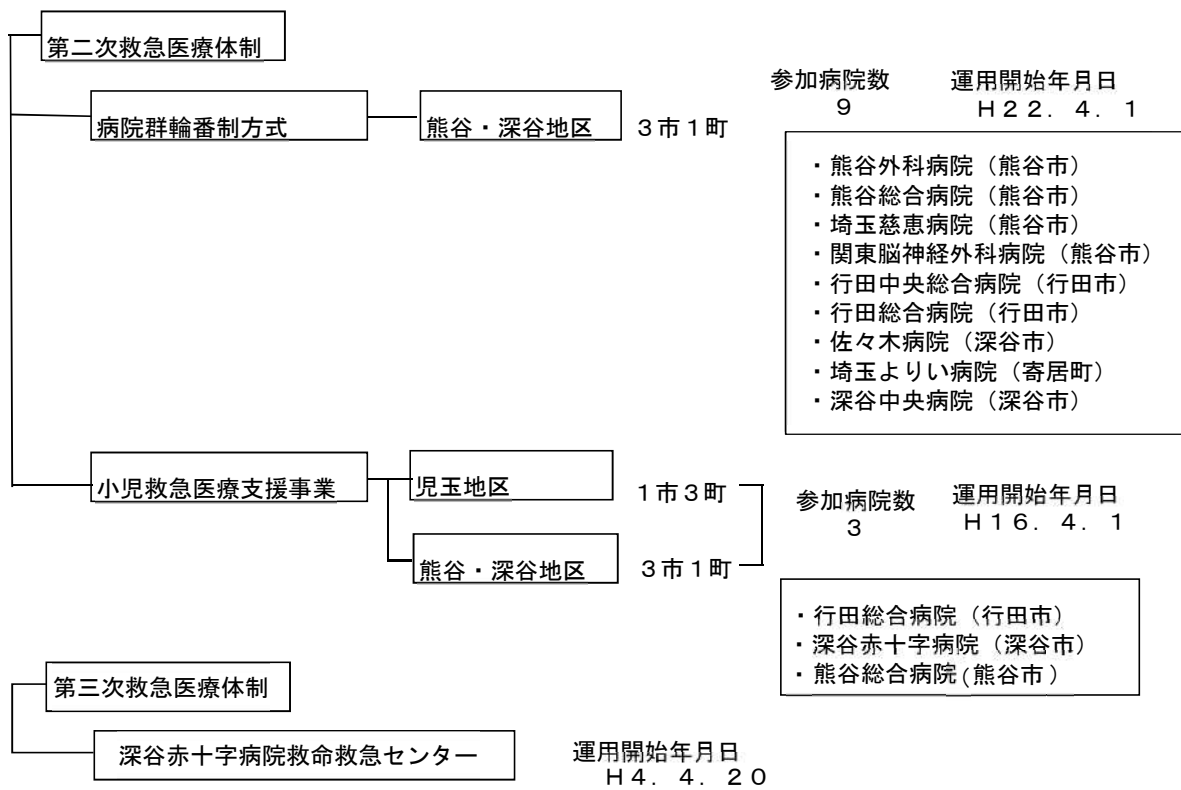 第二次救急医療体制
参加病院数 運用開始年月日
9 H22.4.1
病院群輪番制方式 熊谷・深谷地区 3市1町
・熊谷外科病院(熊谷市)
・熊谷総合病院(熊谷市)
・埼玉慈恵病院(熊谷市)
・関東脳神経外科病院(熊谷市)
・行田中央総合病院(行田市)
・行田総合病院(行田市)
・佐々木病院(深谷市)
・埼玉よりい病院(寄居町)
・深谷中央病院(深谷市)
小児救急医療支援事業 児玉地区 1市3町
参加病院数 運用開始年月日
3 H16.4.1
熊谷・深谷地区 3市1町
・行田総合病院(行田市)
・深谷赤十字病院(深谷市)
・熊谷総合病院(熊谷市)
第三次救急医療体制
深谷赤十字病院救命救急センター 運用開始年月日
H4.4.20